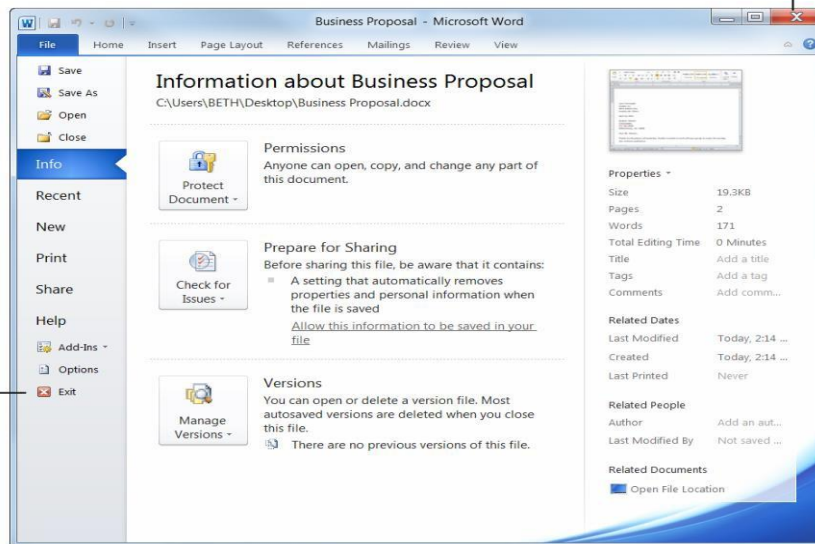 Business Proposal - Microsoft Word
File Home Insert Page Layout References Mailings Review View
Save
Save As
Open
Close
Info
Recent
New
Print
Share
Help
Add-Ins
Options
Exit
Information about Business Proposal
C:\Users\BETH\Desktop\Business Proposal.docx
Protect
Document
Permissions
Anyone can open, copy, and change any part of
this document.
Check for
Issues
Prepare for Sharing
Before sharing this file, be aware that it contains:
A setting that automatically removes
properties and personal information when
the file is saved
Allow this information to be saved in your
file
Manage
Versions
Versions
You can open or delete a version file. Most
autosaved versions are deleted when you close
this file.
There are no previous versions of this file.
Properties
Size 19.3KB
Pages 2
Words 171
Total Editing Time 0 Minutes
Title Add a title
Tags Add a tag
Comments Add comm...
Related Dates
Last Modified Today, 2:14 ...
Created Today, 2:14 ...
Last Printed Never
Related People
Author Add an aut...
Last Modified By Not saved ...
Related Documents
Open File Location